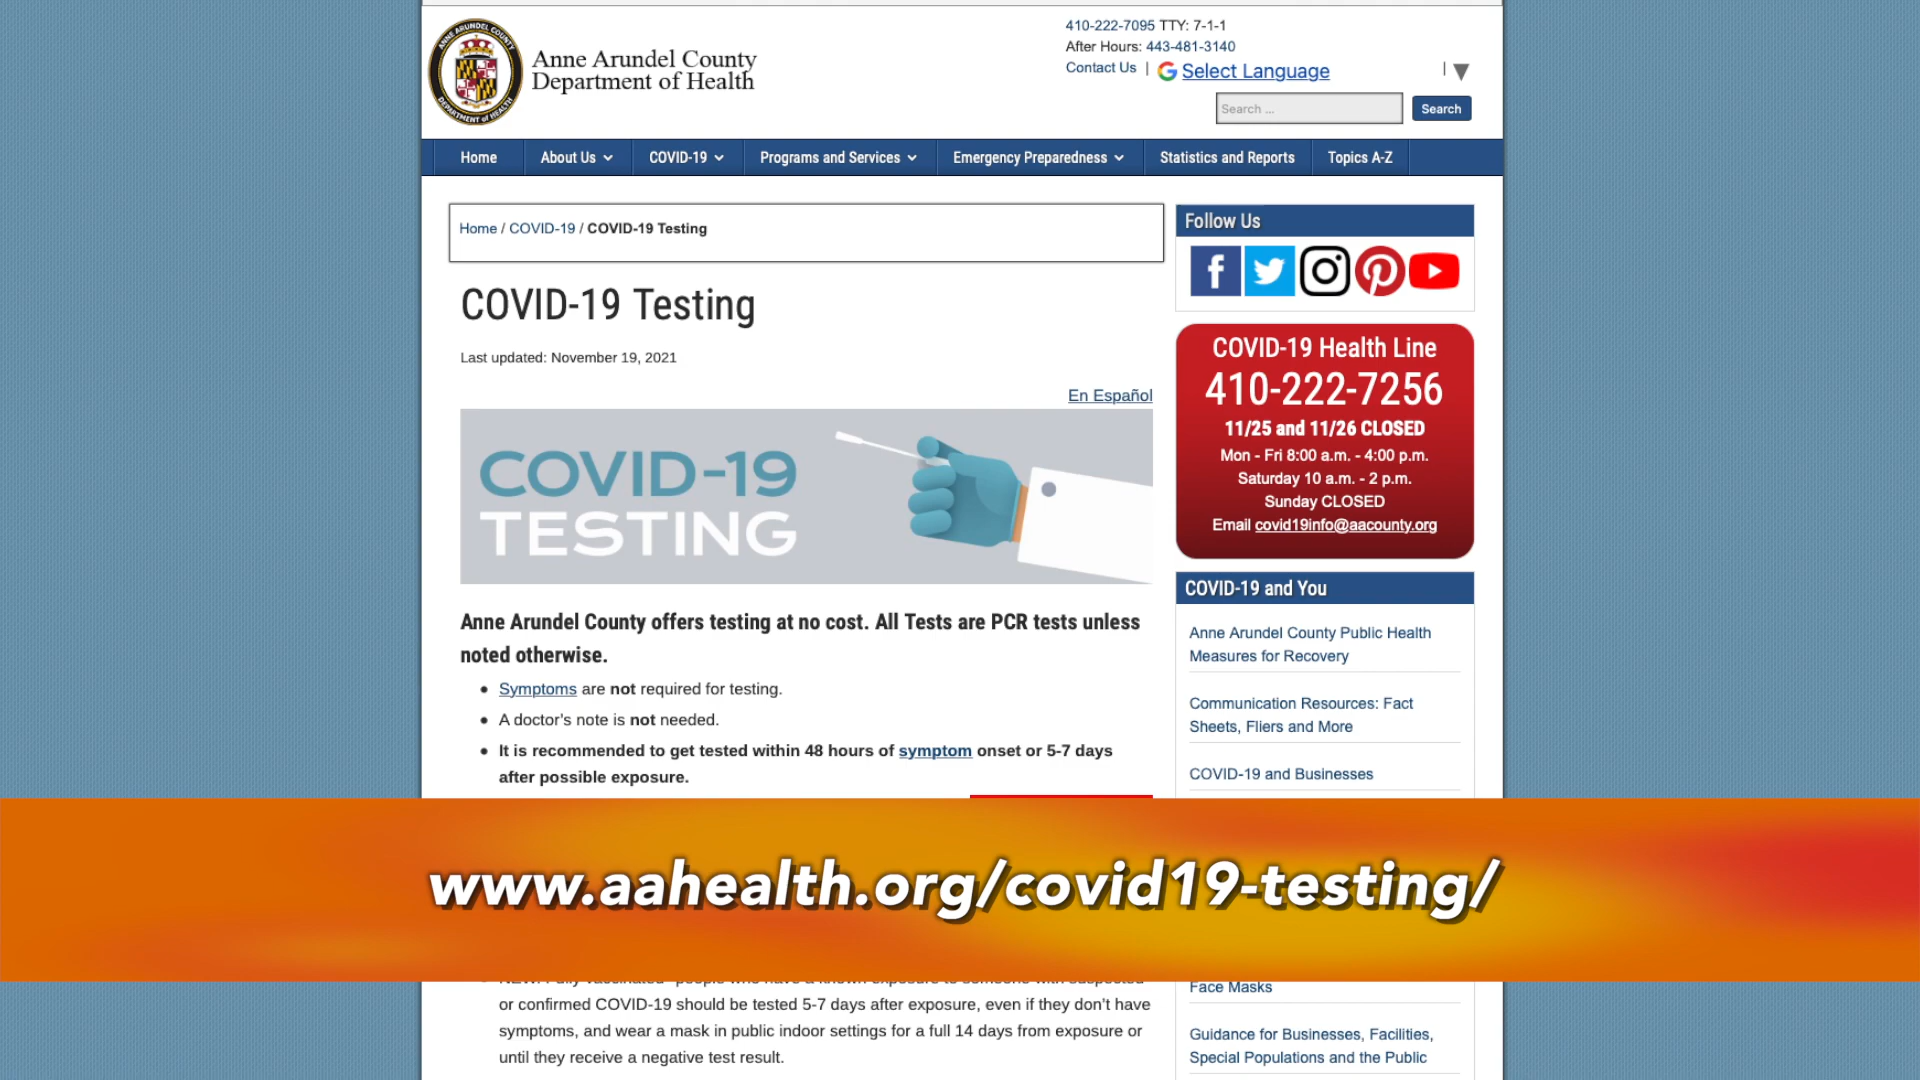 ANNE ARUNDEL COUNTY
DEPARTMENT of HEALTH
Anne Arundel County
Department of Health
410-222-7095 TTY: 7-1-1
After Hours: 443-481-3140
Contact Us | Select Language |
Search ...
Search
Home
About Us
COVID-19
Programs and Services
Emergency Preparedness
Statistics and Reports
Topics A-Z
Home / COVID-19 / COVID-19 Testing
COVID-19 Testing
Last updated: November 19, 2021
En Español
COVID-19
TESTING
Anne Arundel County offers testing at no cost. All Tests are PCR tests unless
noted otherwise.
• Symptoms are not required for testing.
• A doctor's note is not needed.
• It is recommended to get tested within 48 hours of symptom onset or 5-7 days
after possible exposure.
Follow Us
COVID-19 Health Line
410-222-7256
11/25 and 11/26 CLOSED
Mon - Fri 8:00 a.m. - 4:00 p.m.
Saturday 10 a.m. - 2 p.m.
Sunday CLOSED
Email covid19info@aacounty.org
COVID-19 and You
Anne Arundel County Public Health
Measures for Recovery
Communication Resources: Fact
Sheets, Fliers and More
COVID-19 and Businesses
www.aahealth.org/covid19-testing/
or confirmed COVID-19 should be tested 5-7 days after exposure, even if they don't have
symptoms, and wear a mask in public indoor settings for a full 14 days from exposure or
until they receive a negative test result.
Face Masks
Guidance for Businesses, Facilities,
Special Populations and the Public